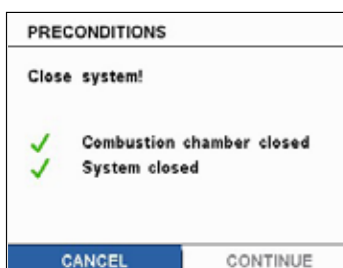 PRECONDITIONS
Close system!
Combustion chamber closed
System closed
CANCEL CONTINUE